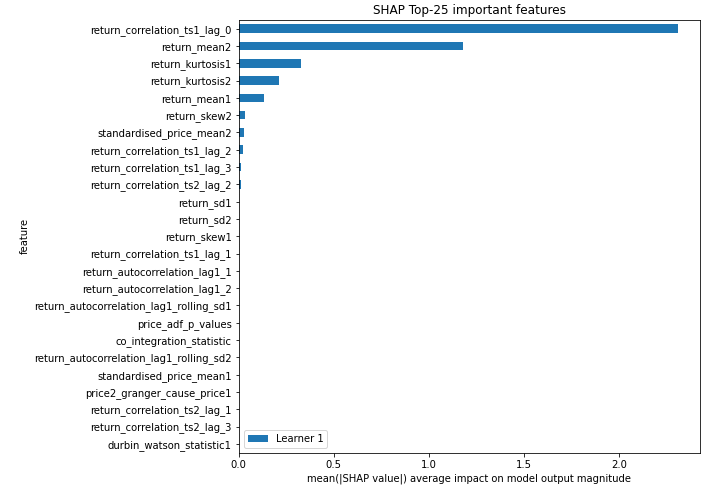 SHAP Top-25 important features
return_correlation_ts1_lag_0
return_mean2
return_kurtosis1
return_kurtosis2
return_mean1
return_skew2
standardised_price_mean2
return_correlation_ts1_lag_2
return_correlation_ts1_lag_3
return_correlation_ts2_lag_2
return_sd1
return_sd2
return_skew1
return_correlation_ts1_lag_1
return_autocorrelation_lag1_1
return_autocorrelation_lag1_2
return_autocorrelation_lag1_rolling_sd1
price_adf_p_values
co_integration_statistic
return_autocorrelation_lag1_rolling_sd2
standardised_price_mean1
price2_granger_cause_price1
return_correlation_ts2_lag_1
return_correlation_ts2_lag_3
durbin_watson_statistic1
feature
Learner 1
0.0 0.5 1.0 1.5 2.0
mean(|SHAP value|) average impact on model output magnitude